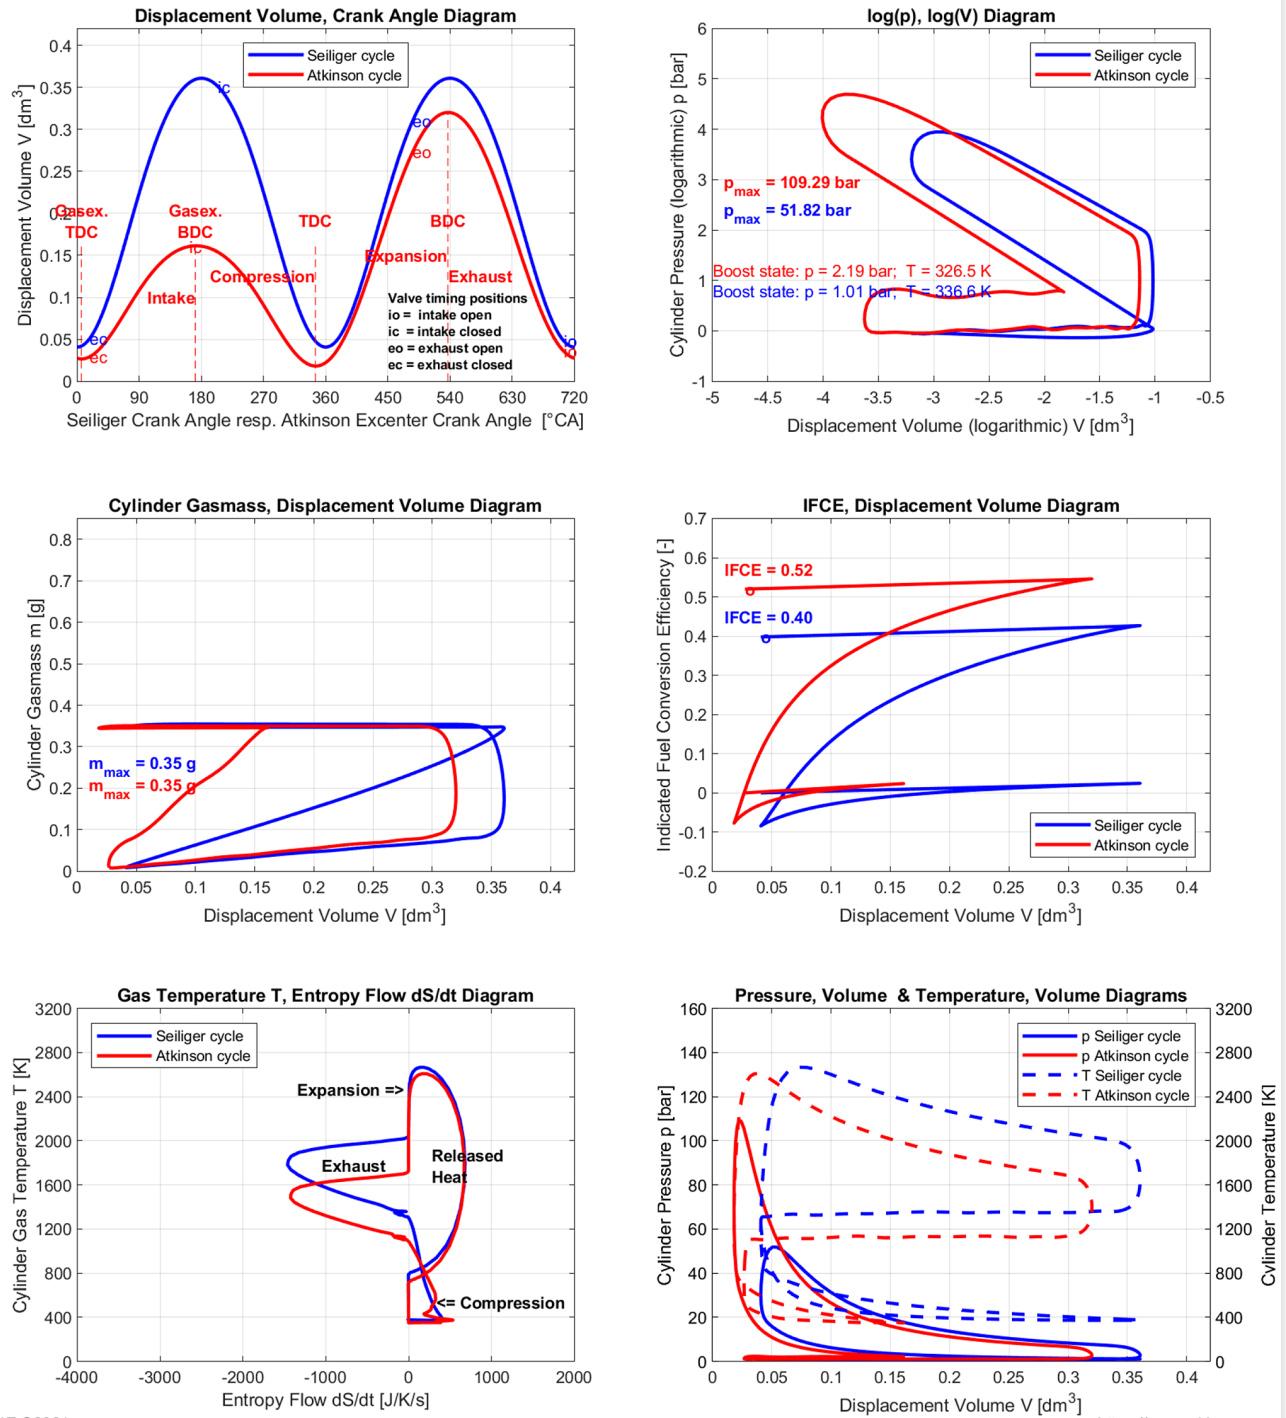 Displacement Volume, Crank Angle Diagram
Displacement Volume V [dm3]
0.4
0.35
0.3
0.25
0.2
0.15
0.1
0.05
0
Seiliger cycle
Atkinson cycle
ic
eo
eo
Gasex.
TDC
Gasex.
BDC
ic
TDC
BDC
Compression
Expansion
Exhaust
Intake
Valve timing positions
io = intake open
ic = intake closed
eo = exhaust open
ec = exhaust closed
ec
ec
io
io
0 90 180 270 360 450 540 630 720
Seiliger Crank Angle resp. Atkinson Excenter Crank Angle [°CA]
log(p), log(V) Diagram
Cylinder Pressure (logarithmic) p [bar]
6
5
4
3
2
1
0
-1
Seiliger cycle
Atkinson cycle
pmax = 109.29 bar
pmax = 51.82 bar
Boost state: p = 2.19 bar; T = 326.5 K
Boost state: p = 1.01 bar; T = 336.6 K
-5 -4.5 -4 -3.5 -3 -2.5 -2 -1.5 -1 -0.5
Displacement Volume (logarithmic) V [dm3]
Cylinder Gasmass, Displacement Volume Diagram
Cylinder Gasmass m [g]
0.8
0.7
0.6
0.5
0.4
0.3
0.2
0.1
0
mmax = 0.35 g
mmax = 0.35 g
0 0.05 0.1 0.15 0.2 0.25 0.3 0.35 0.4
Displacement Volume V [dm3]
IFCE, Displacement Volume Diagram
Indicated Fuel Conversion Efficiency [-]
0.7
0.6
0.5
0.4
0.3
0.2
0.1
0
-0.1
-0.2
IFCE = 0.52
IFCE = 0.40
Seiliger cycle
Atkinson cycle
0 0.05 0.1 0.15 0.2 0.25 0.3 0.35 0.4
Displacement Volume V [dm3]
Gas Temperature T, Entropy Flow dS/dt Diagram
Cylinder Gas Temperature T [K]
3200
2800
2400
2000
1600
1200
800
400
0
Seiliger cycle
Atkinson cycle
Expansion =>
Exhaust
Released
Heat
<= Compression
-4000 -3000 -2000 -1000 0 1000 2000
Entropy Flow dS/dt [J/K/s]
Pressure, Volume & Temperature, Volume Diagrams
Cylinder Pressure p [bar]
160
140
120
100
80
60
40
20
0
p Seiliger cycle
p Atkinson cycle
T Seiliger cycle
T Atkinson cycle
3200
2800
2400
2000
1600
1200
800
400
0
Cylinder Temperature [K]
0 0.05 0.1 0.15 0.2 0.25 0.3 0.35 0.4
Displacement Volume V [dm3]